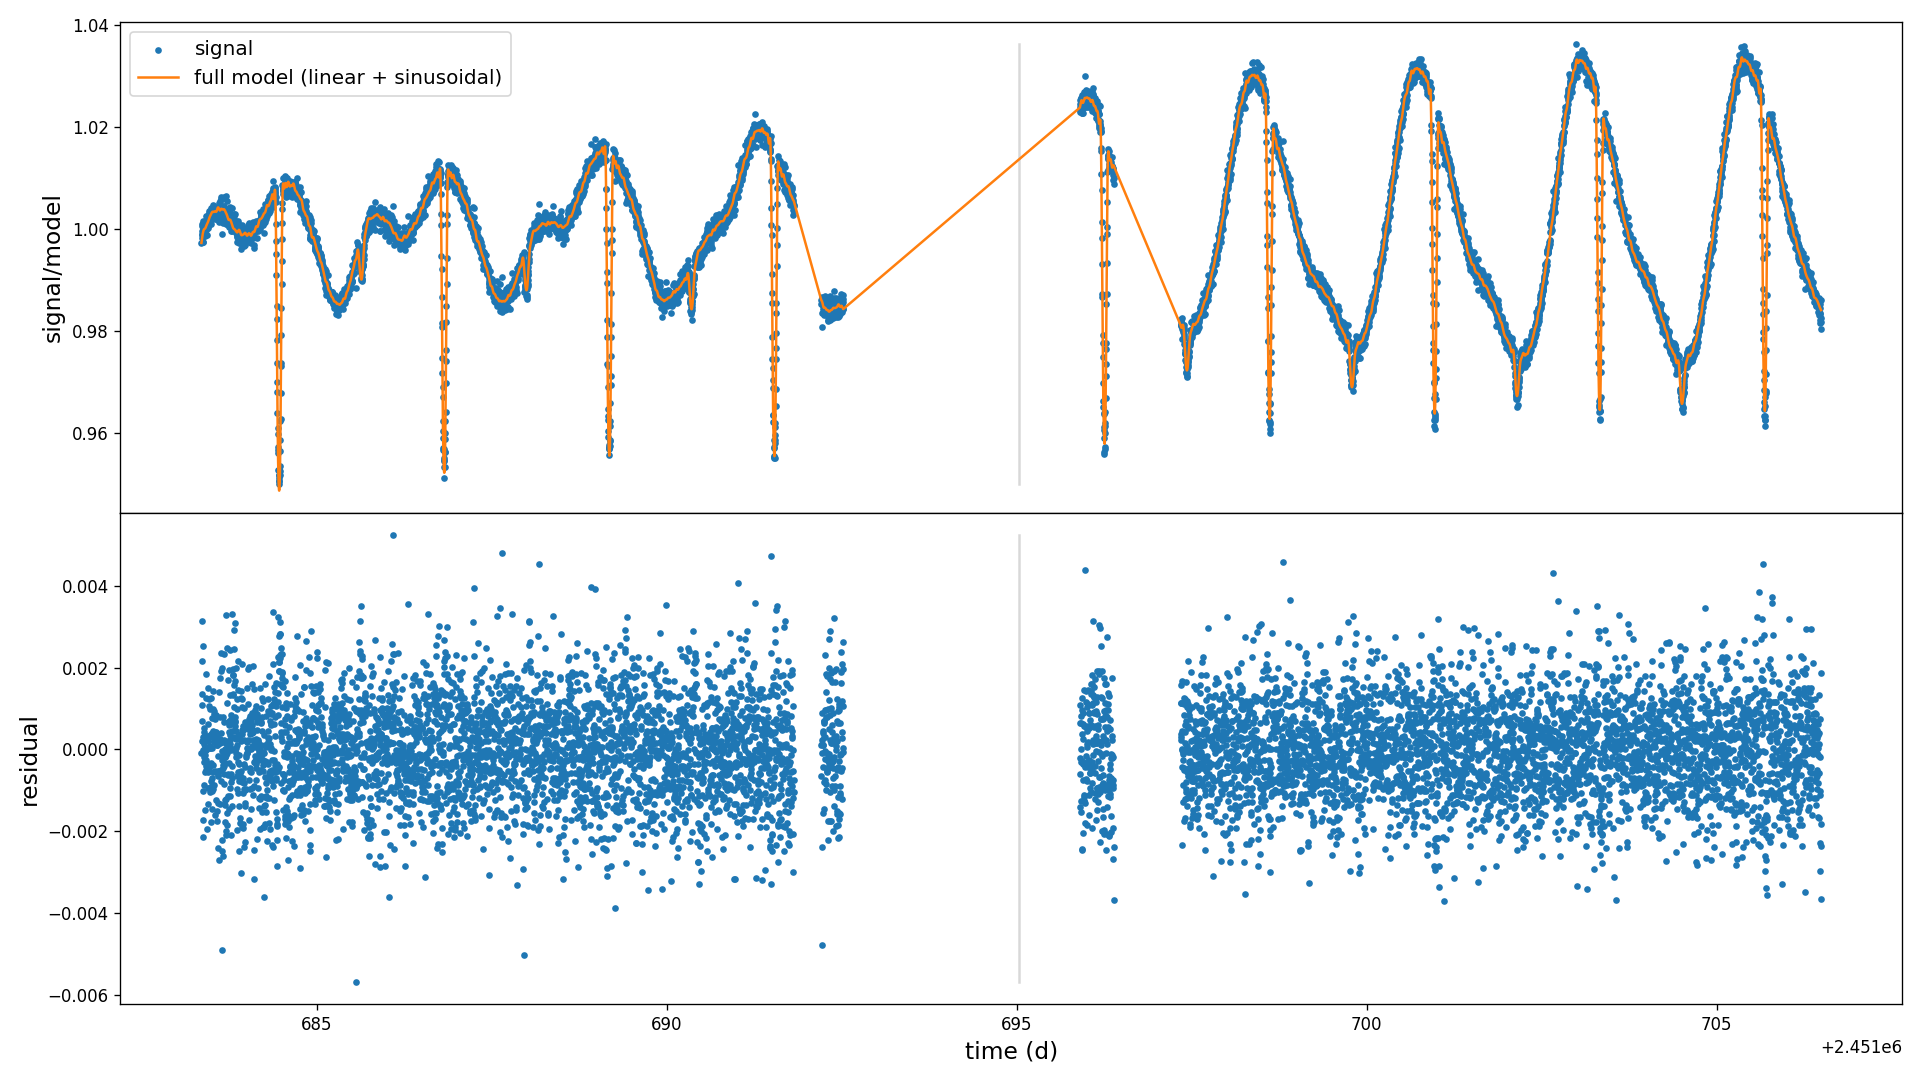 1.04
1.02
1.00
0.98
0.96
signal/model
signal
full model (linear + sinusoidal)
0.004
0.002
0.000
−0.002
−0.004
−0.006
residual
685
690
695
700
705
time (d)
+2.451e6